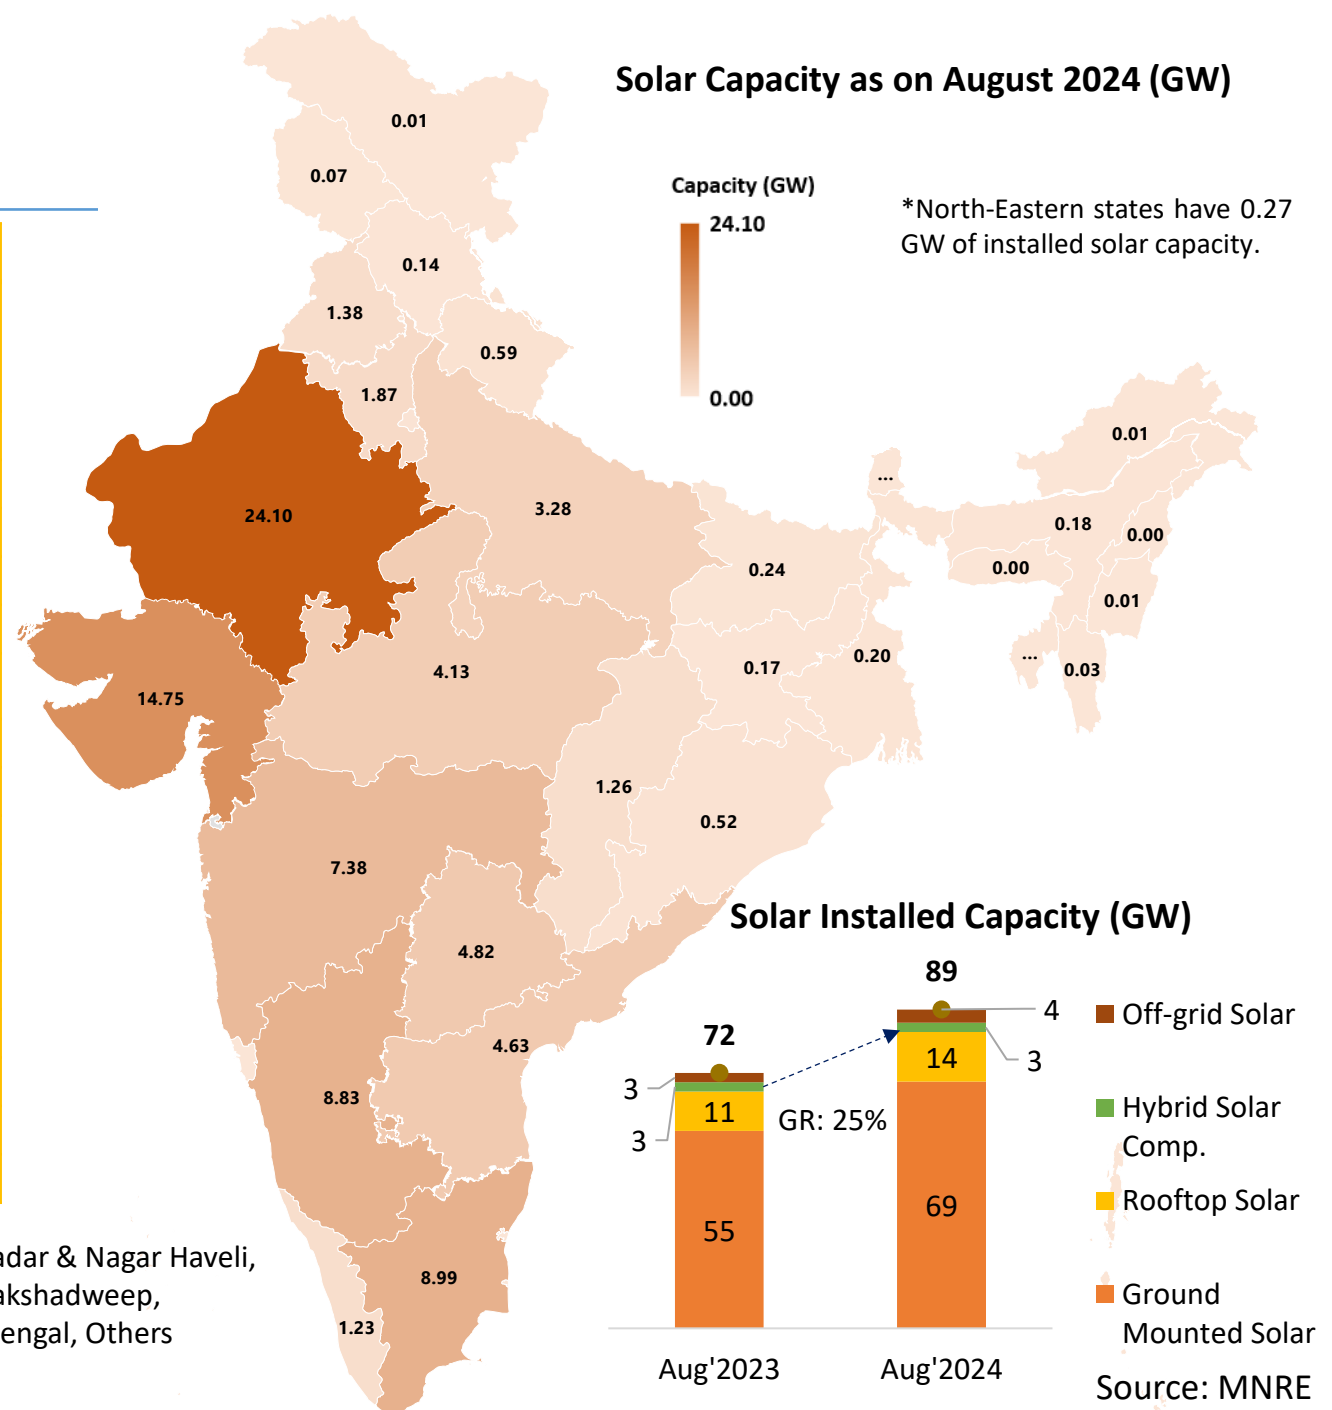 Solar Capacity as on August 2024 (GW)
Capacity (GW)
24.10
0.00
*North-Eastern states have 0.27
GW of installed solar capacity.
0.01
0.07
0.14
1.38
0.59
1.87
24.10
3.28
0.01
...
0.18
0.00
0.24
0.00
0.01
4.13
0.17
0.20
...
0.03
14.75
1.26
0.52
7.38
4.82
4.63
8.83
8.99
1.23
Solar Installed Capacity (GW)
89
72
4
3
14
3
11
3
GR: 25%
55
69
Aug'2023
Aug'2024
Off-grid Solar
Hybrid Solar
Comp.
Rooftop Solar
Ground
Mounted Solar
Source: MNRE
adar & Nagar Haveli,
akshadweep,
engal, Others